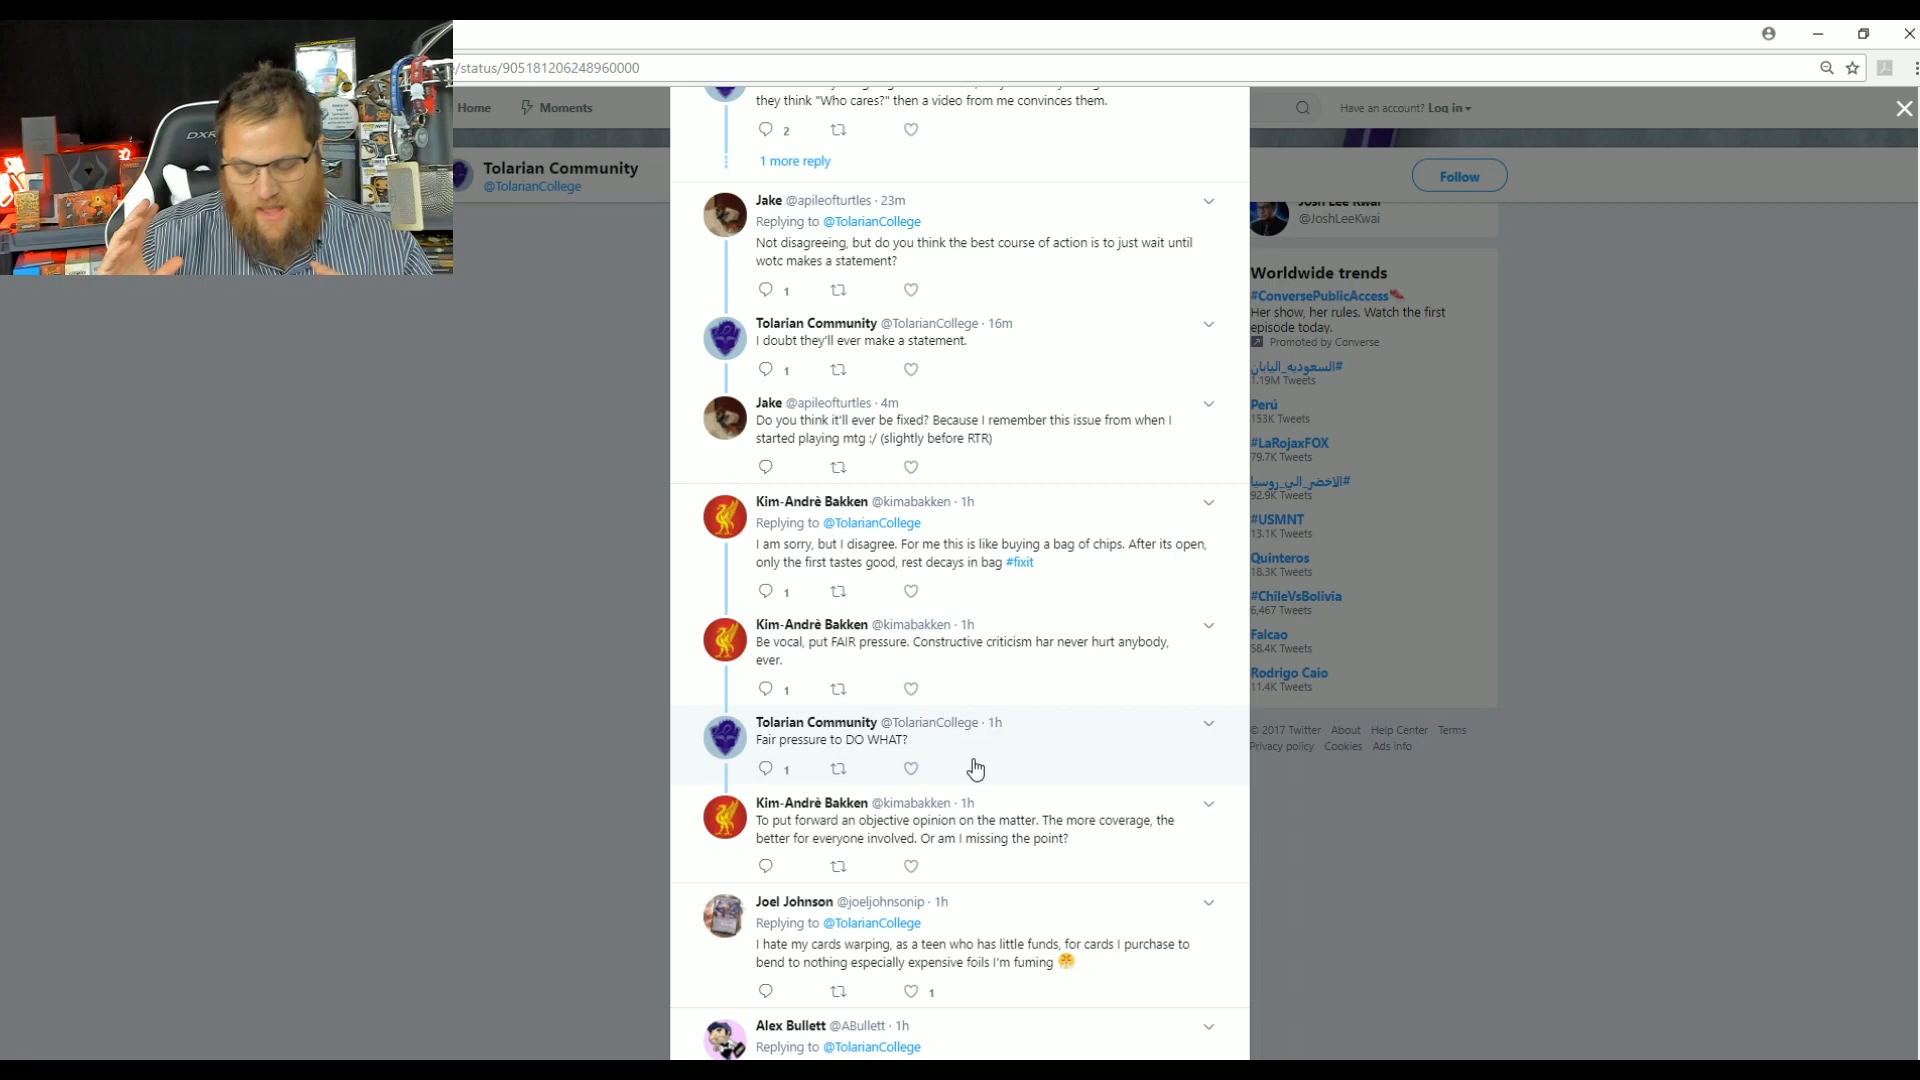 /status/905181206248960000
Home
Moments
Have an account? Log in
Tolarian Community
@TolarianCollege
Follow
they think "Who cares?" then a video from me convinces them.
2
1 more reply
Jake @apileofturtles · 23m
Replying to @TolarianCollege
Not disagreeing, but do you think the best course of action is to just wait until
wotc makes a statement?
1
Tolarian Community @TolarianCollege · 16m
I doubt they'll ever make a statement.
1
Jake @apileofturtles · 4m
Do you think it'll ever be fixed? Because I remember this issue from when I
started playing mtg :/ (slightly before RTR)
Kim-Andrè Bakken @kimabakken · 1h
Replying to @TolarianCollege
I am sorry, but I disagree. For me this is like buying a bag of chips. After its open,
only the first tastes good, rest decays in bag #fixit
1
Kim-Andrè Bakken @kimabakken · 1h
Be vocal, put FAIR pressure. Constructive criticism har never hurt anybody,
ever.
1
Tolarian Community @TolarianCollege · 1h
Fair pressure to DO WHAT?
1
Kim-Andrè Bakken @kimabakken · 1h
To put forward an objective opinion on the matter. The more coverage, the
better for everyone involved. Or am I missing the point?
Joel Johnson @joeljohnsonip · 1h
Replying to @TolarianCollege
I hate my cards warping, as a teen who has little funds, for cards I purchase to
bend to nothing especially expensive foils I'm fuming 😤
1
Alex Bullett @ABullett · 1h
Replying to @TolarianCollege
Josh Lee Kwai
@JoshLeeKwai
Worldwide trends
#ConversePublicAccess
Her show, her rules. Watch the first
episode today.
Promoted by Converse
#السعوديه_اليابان
1.19M Tweets
Perú
153K Tweets
#LaRojaxFOX
79.7K Tweets
#الاخضر_الي_روسيا
92.9K Tweets
#USMNT
13.1K Tweets
Quinteros
18.3K Tweets
#ChileVsBolivia
6,467 Tweets
Falcao
58.4K Tweets
Rodrigo Caio
11.4K Tweets
© 2017 Twitter About Help Center Terms
Privacy policy Cookies Ads info
DXR